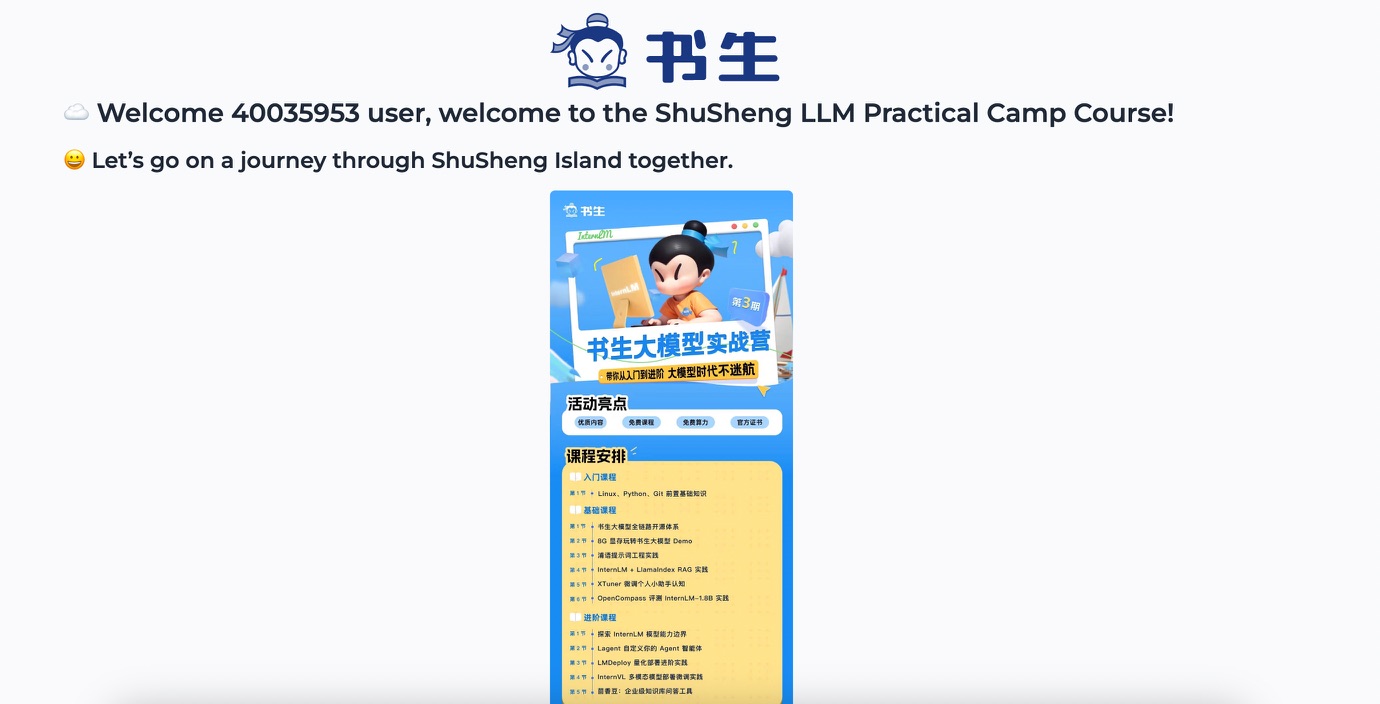 书生
☁️ Welcome 40035953 user, welcome to the ShuSheng LLM Practical Camp Course!
😀 Let’s go on a journey through ShuSheng Island together.
书生
InternLM
InternLM
第3期
书生大模型实战营
带你从入门到进阶 大模型时代不迷航
活动亮点
优质内容 免费课程 免费算力 官方证书
课程安排
入门课程
第1节 Linux、Python、Git 前置基础知识
基础课程
第1节 书生大模型全链路开源体系
第2节 8G 显存玩转书生大模型 Demo
第3节 浦语提示词工程实践
第4节 InternLM + LlamaIndex RAG 实践
第5节 XTuner 微调个人小助手认知
第6节 OpenCompass 评测 InternLM-1.8B 实践
进阶课程
第1节 探索 InternLM 模型能力边界
第2节 Lagent 自定义你的 Agent 智能体
第3节 LMDeploy 量化部署进阶实践
第4节 InternVL 多模态模型部署微调实践
第5节 茴香豆：企业级知识库问答工具